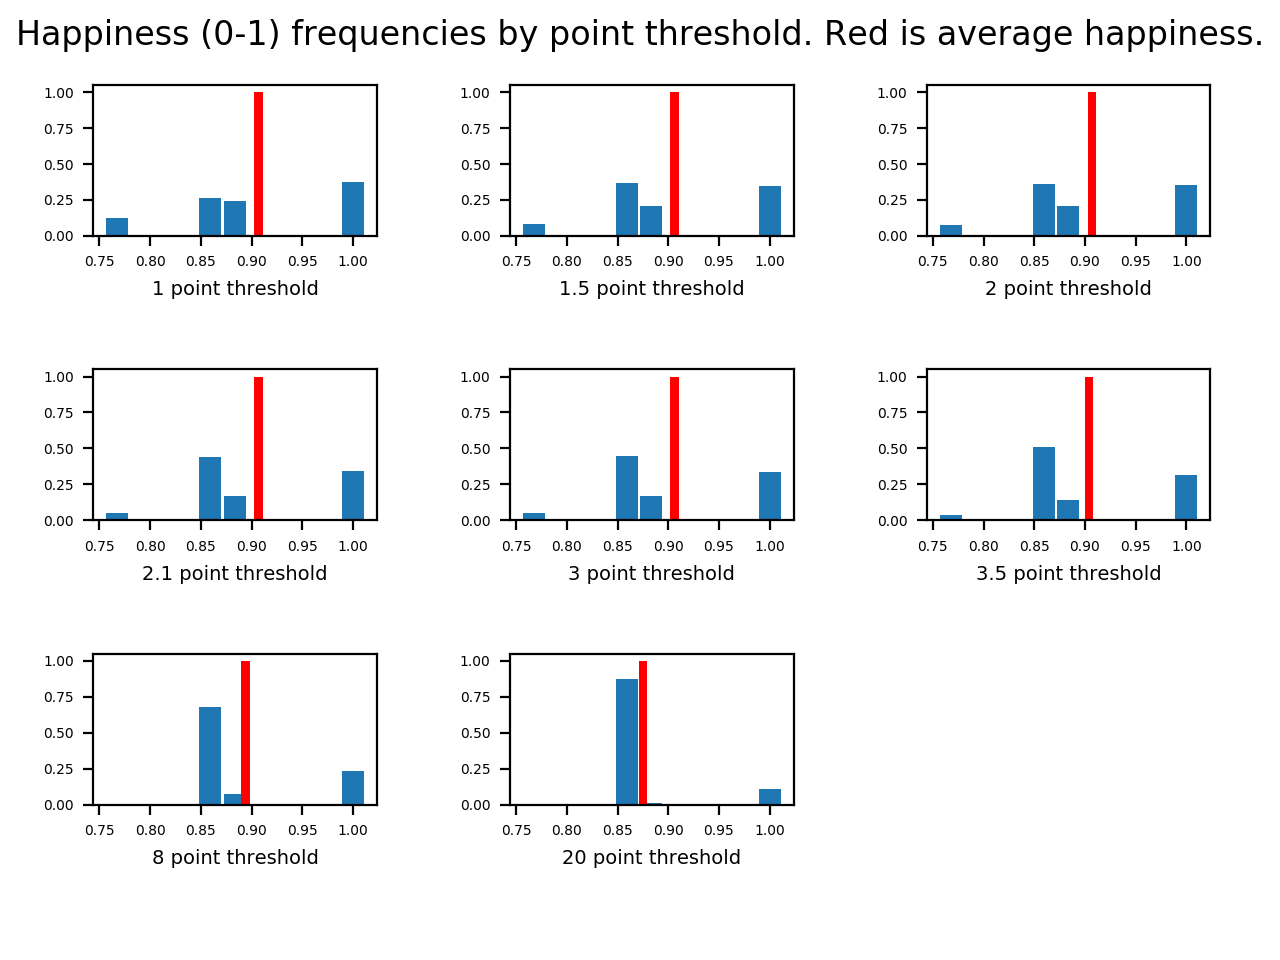 Happiness (0-1) frequencies by point threshold. Red is average happiness.
1.00 1.00 1.00
0.75 0.75 0.75
0.50 0.50 0.50
0.25 0.25 0.25
0.00 0.00 0.00
0.75 0.80 0.85 0.90 0.95 1.00 0.75 0.80 0.85 0.90 0.95 1.00 0.75 0.80 0.85 0.90 0.95 1.00
1 point threshold 1.5 point threshold 2 point threshold
1.00 1.00 1.00
0.75 0.75 0.75
0.50 0.50 0.50
0.25 0.25 0.25
0.00 0.00 0.00
0.75 0.80 0.85 0.90 0.95 1.00 0.75 0.80 0.85 0.90 0.95 1.00 0.75 0.80 0.85 0.90 0.95 1.00
2.1 point threshold 3 point threshold 3.5 point threshold
1.00 1.00
0.75 0.75
0.50 0.50
0.25 0.25
0.00 0.00
0.75 0.80 0.85 0.90 0.95 1.00 0.75 0.80 0.85 0.90 0.95 1.00
8 point threshold 20 point threshold